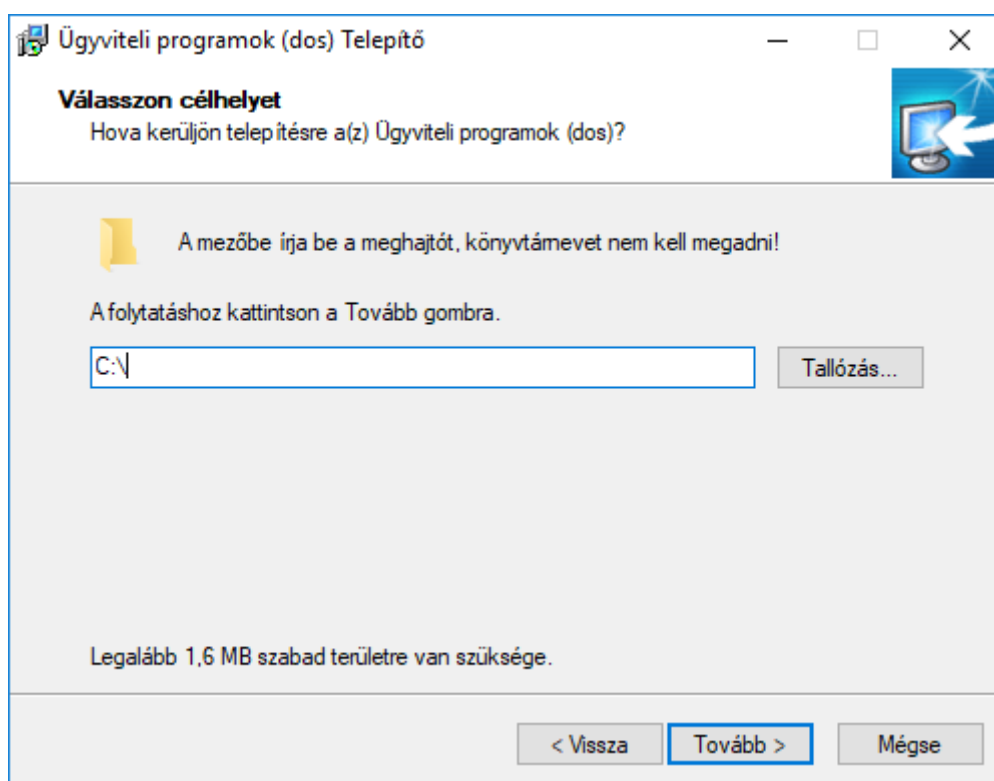 Ügyviteli programok (dos) Telepítő
Válasszon célhelyet
Hova kerüljön telepítésre a(z) Ügyviteli programok (dos)?
A mezőbe írja be a meghajtót, könyvtárnevet nem kell megadni!
A folytatáshoz kattintson a Tovább gombra.
C:\
Tallózás...
Legalább 1,6 MB szabad területre van szüksége.
< Vissza
Tovább >
Mégse